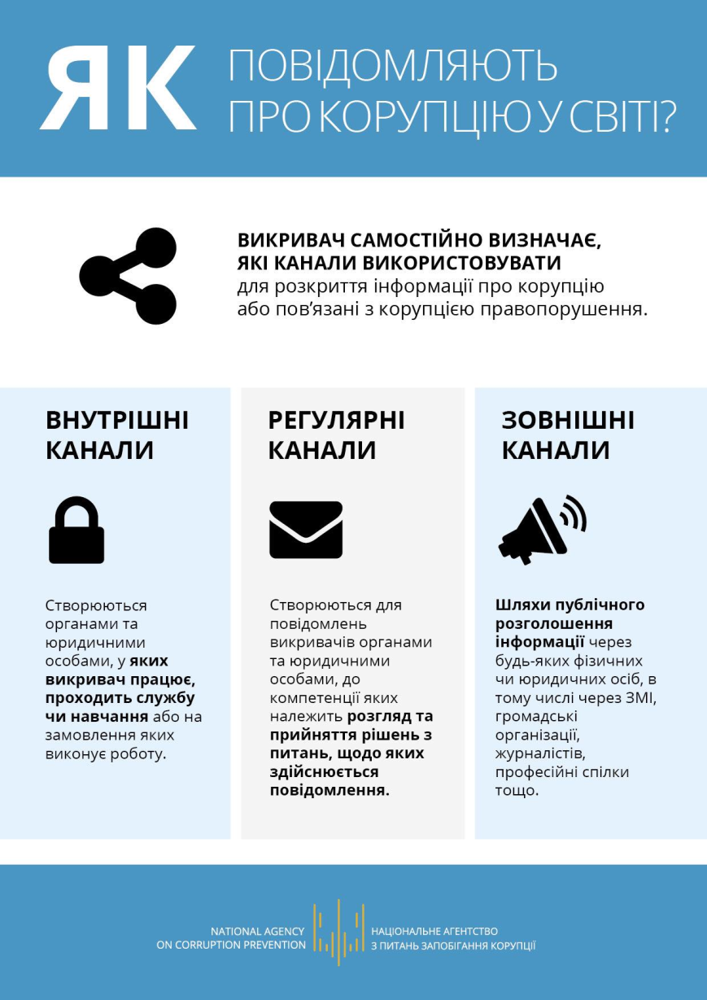 ЯК
ПОВІДОМЛЯЮТЬ
ПРО КОРУПЦІЮ У СВІТІ?
ВИКРИВАЧ САМОСТІЙНО ВИЗНАЧАЄ,
ЯКІ КАНАЛИ ВИКОРИСТОВУВАТИ
для розкриття інформації про корупцію
або пов’язані з корупцією правопорушення.
ВНУТРІШНІ
КАНАЛИ
Створюються
органами та
юридичними
особами, у яких
викривач працює,
проходить службу
чи навчання або на
замовлення яких
виконує роботу.
РЕГУЛЯРНІ
КАНАЛИ
Створюються для
повідомлень
викривачів органами
та юридичними
особами, до
компетенції яких
належить розгляд та
прийняття рішень з
питань, щодо яких
здійснюється
повідомлення.
ЗОВНІШНІ
КАНАЛИ
Шляхи публічного
розголошення
інформації через
будь-яких фізичних
чи юридичних осіб, в
тому числі через ЗМІ,
громадські
організації,
журналістів,
професійні спілки
тощо.
NATIONAL AGENCY
ON CORRUPTION PREVENTION
НАЦІОНАЛЬНЕ АГЕНТСТВО
З ПИТАНЬ ЗАПОБІГАННЯ КОРУПЦІЇ